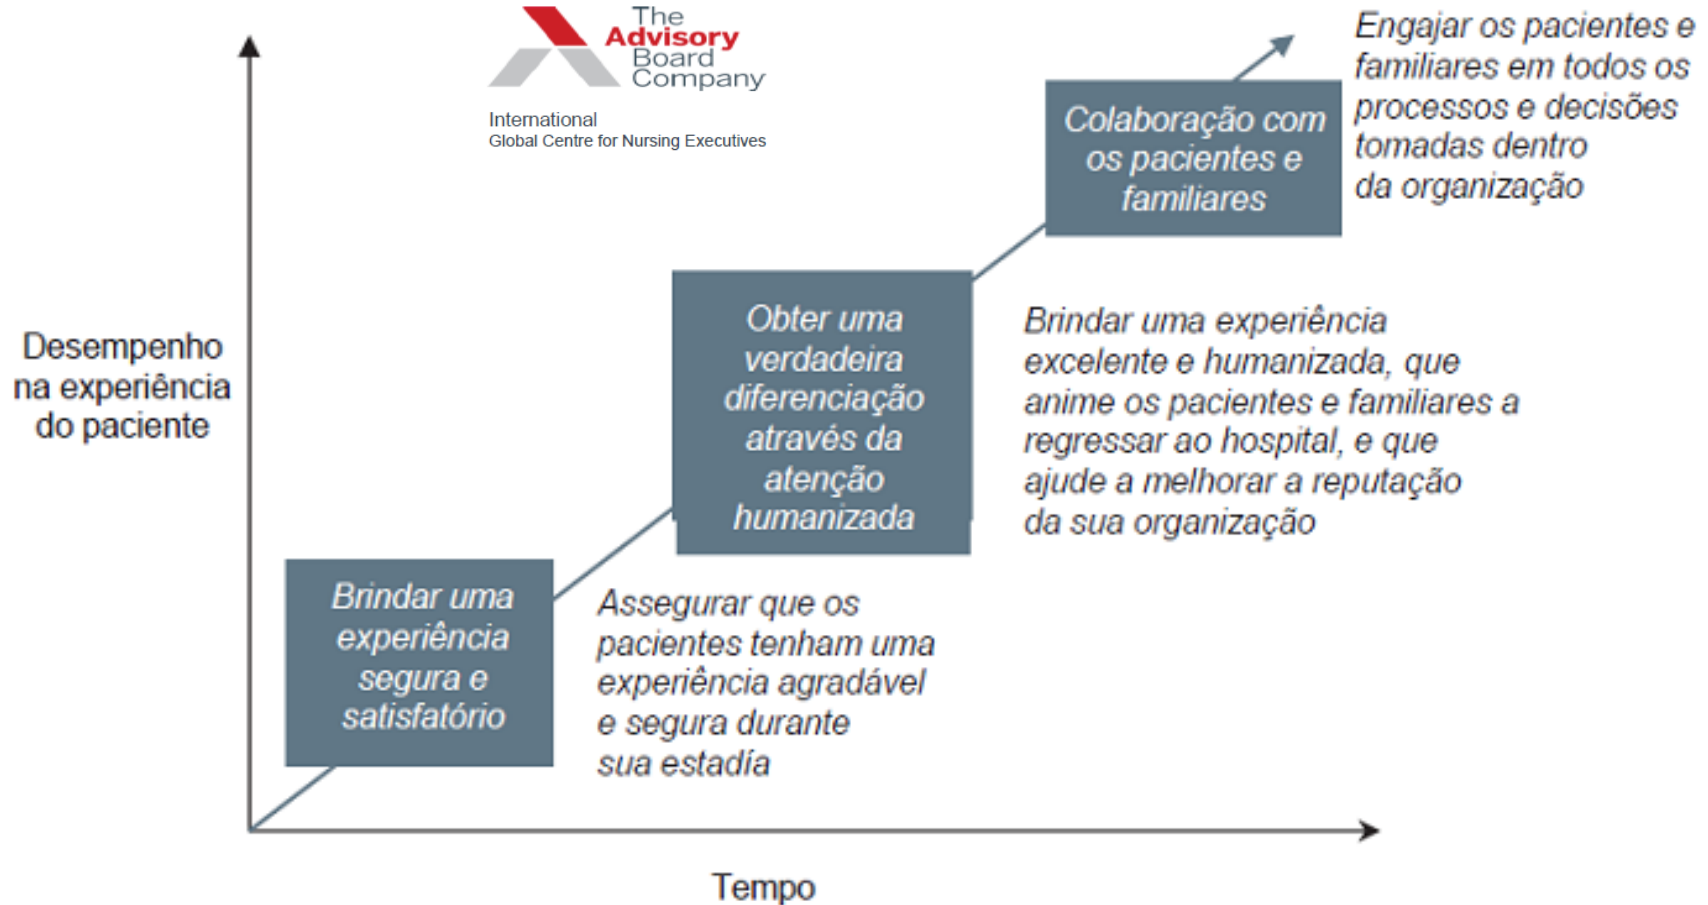 The
Advisory
Board
Company
International
Global Centre for Nursing Executives
Engajar os pacientes e
familiares em todos os
processos e decisões
tomadas dentro
da organização
Colaboração com
os pacientes e
familiares
Desempenho
na experiência
do paciente
Obter uma
verdadeira
diferenciação
através da
atenção
humanizada
Brindar uma experiência
excelente e humanizada, que
anime os pacientes e familiares a
regressar ao hospital, e que
ajude a melhorar a reputação
da sua organização
Brindar uma
experiência
segura e
satisfatório
Assegurar que os
pacientes tenham uma
experiência agradável
e segura durante
sua estadía
Tempo